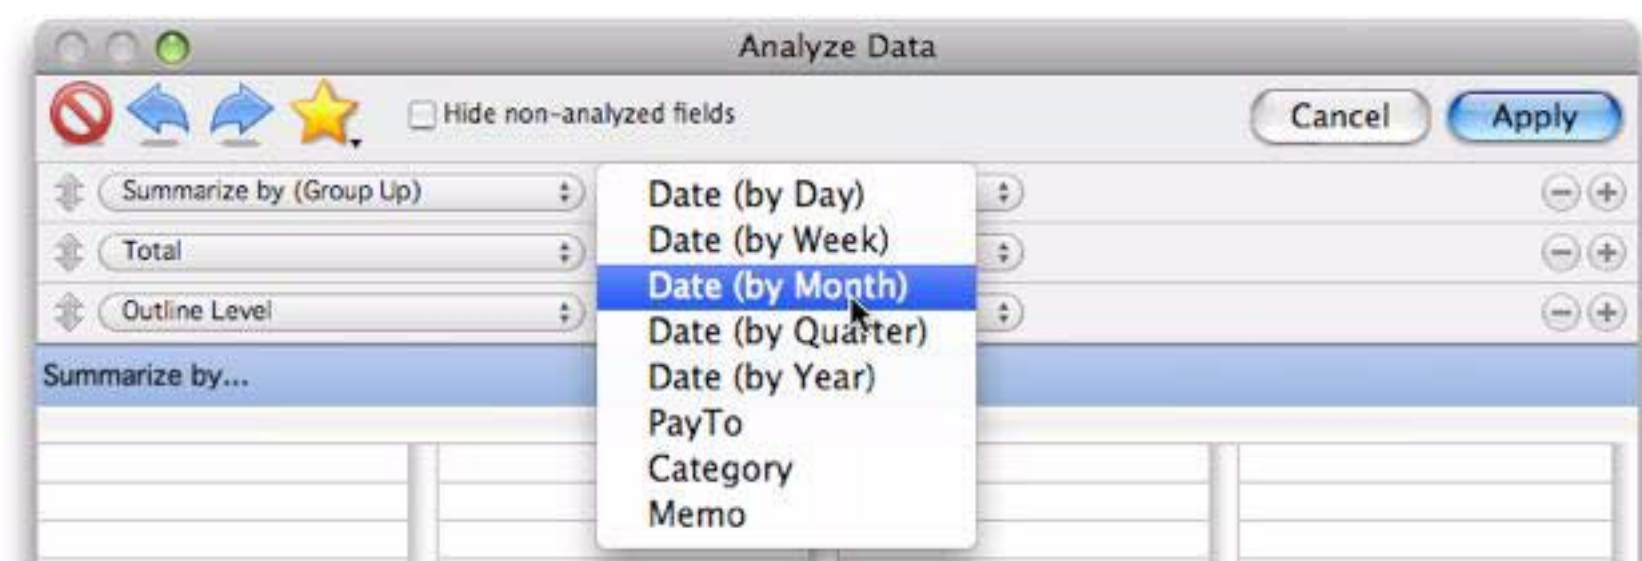 Analyze Data
Hide non-analyzed fields
Cancel
Apply
Summarize by (Group Up)
Total
Outline Level
Date (by Day)
Date (by Week)
Date (by Month)
Date (by Quarter)
Date (by Year)
PayTo
Category
Memo
Summarize by...